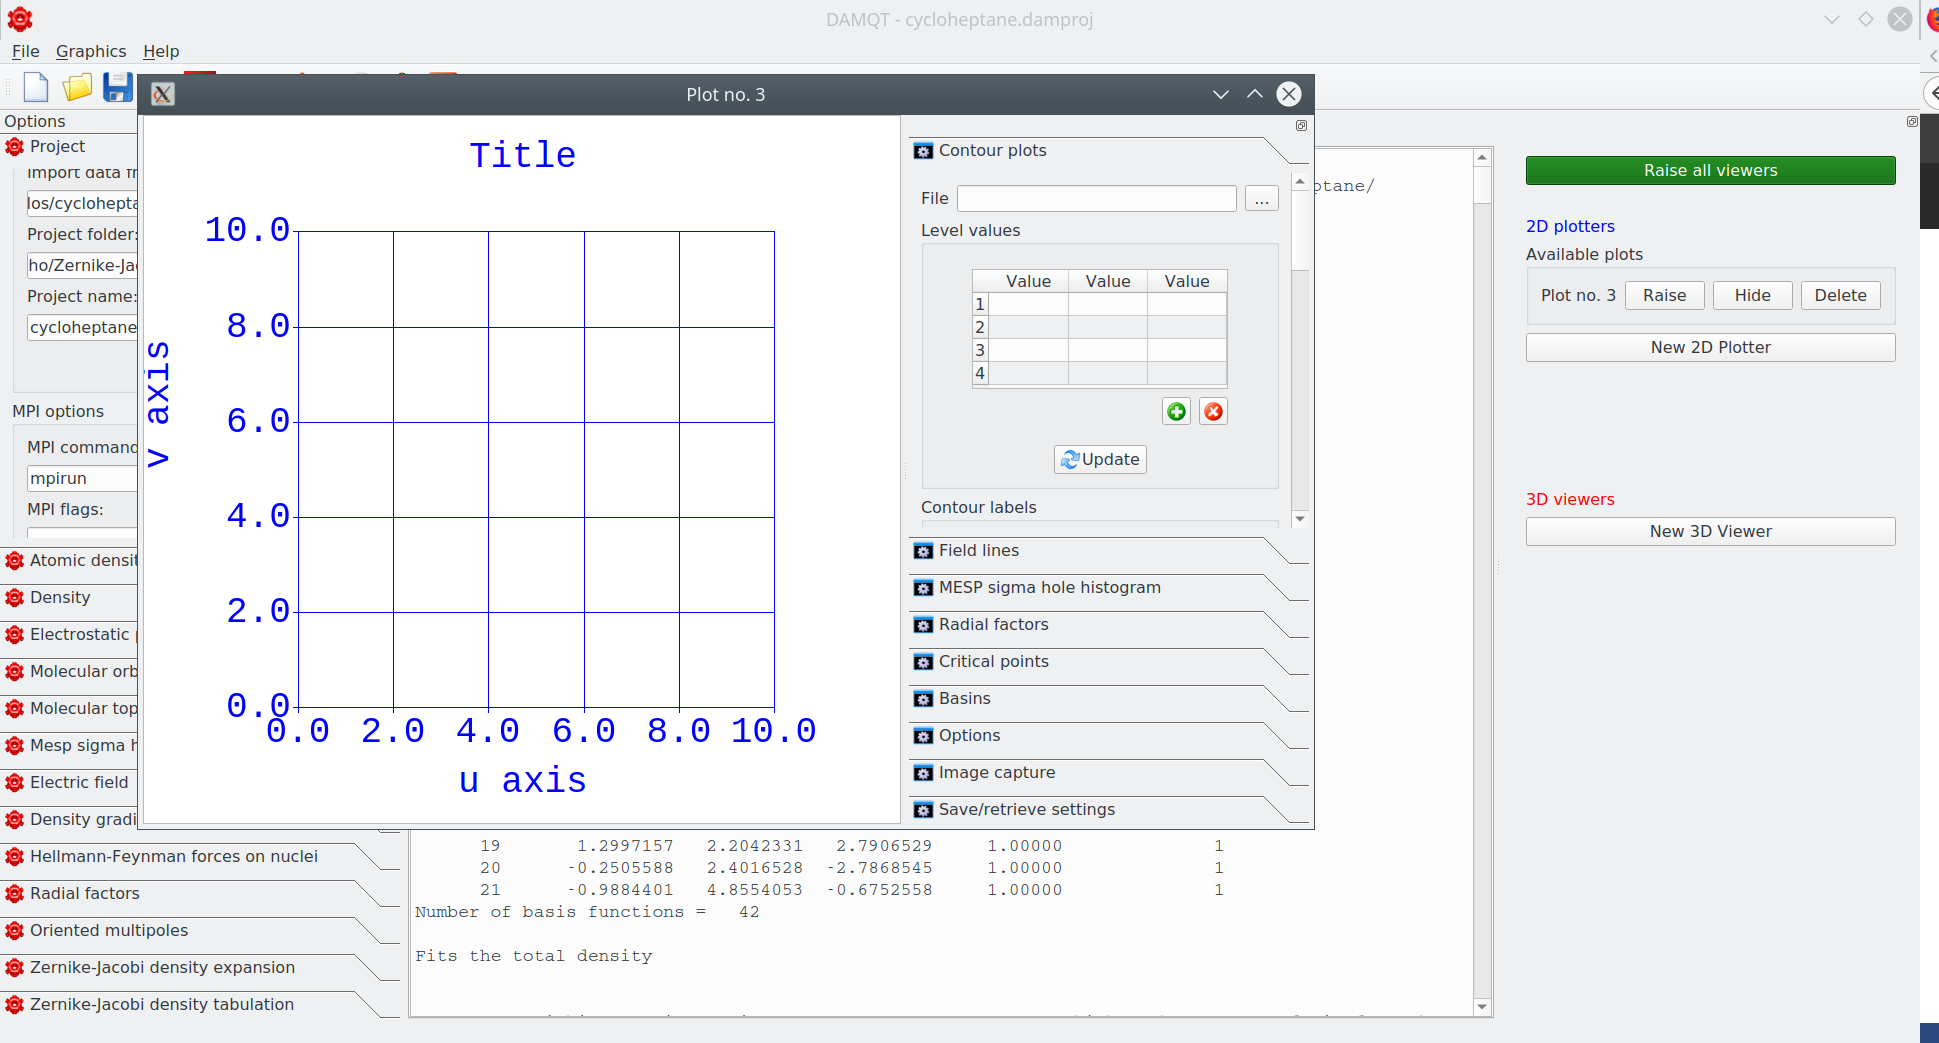 DAMQT - cycloheptane.damproj
File Graphics Help
Options
Project
Import data fr
los/cyclohepta
Project folder:
ho/Zernike-Jac
Project name:
cycloheptane
MPI options
MPI command
mpirun
MPI flags:
Atomic densit
Density
Electrostatic
Molecular orb
Molecular top
Mesp sigma h
Electric field
Density gradi
Hellmann-Feynman forces on nuclei
Radial factors
Oriented multipoles
Zernike-Jacobi density expansion
Zernike-Jacobi density tabulation
Plot no. 3
Title
10.0
8.0
v axis
6.0
4.0
2.0
0.0
0.0 2.0 4.0 6.0 8.0 10.0
u axis
Contour plots
File ...
Level values
Value Value Value
1
2
3
4
Update
Contour labels
Field lines
MESP sigma hole histogram
Radial factors
Critical points
Basins
Options
Image capture
Save/retrieve settings
ptane/
19 1.2997157 2.2042331 2.7906529 1.00000 1
20 -0.2505588 2.4016528 -2.7868545 1.00000 1
21 -0.9884401 4.8554053 -0.6752558 1.00000 1
Number of basis functions = 42
Fits the total density
Raise all viewers
2D plotters
Available plots
Plot no. 3 Raise Hide Delete
New 2D Plotter
3D viewers
New 3D Viewer